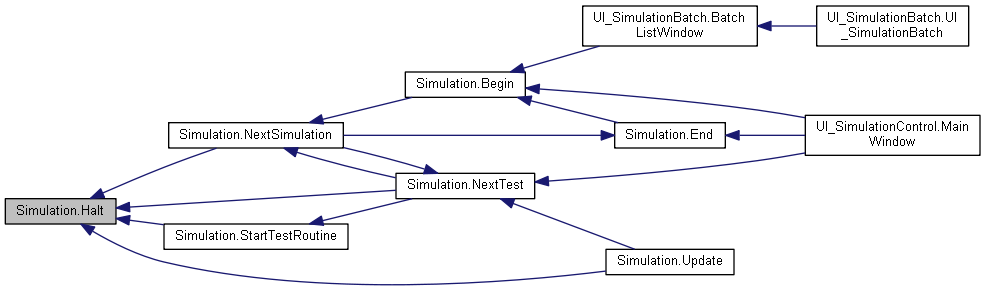 UI_SimulationBatch.Batch
ListWindow
UI_SimulationBatch.UI
_SimulationBatch
Simulation.Begin
Simulation.NextSimulation
Simulation.End
UI_SimulationControl.Main
Window
Simulation.NextTest
Simulation.Halt
Simulation.StartTestRoutine
Simulation.Update